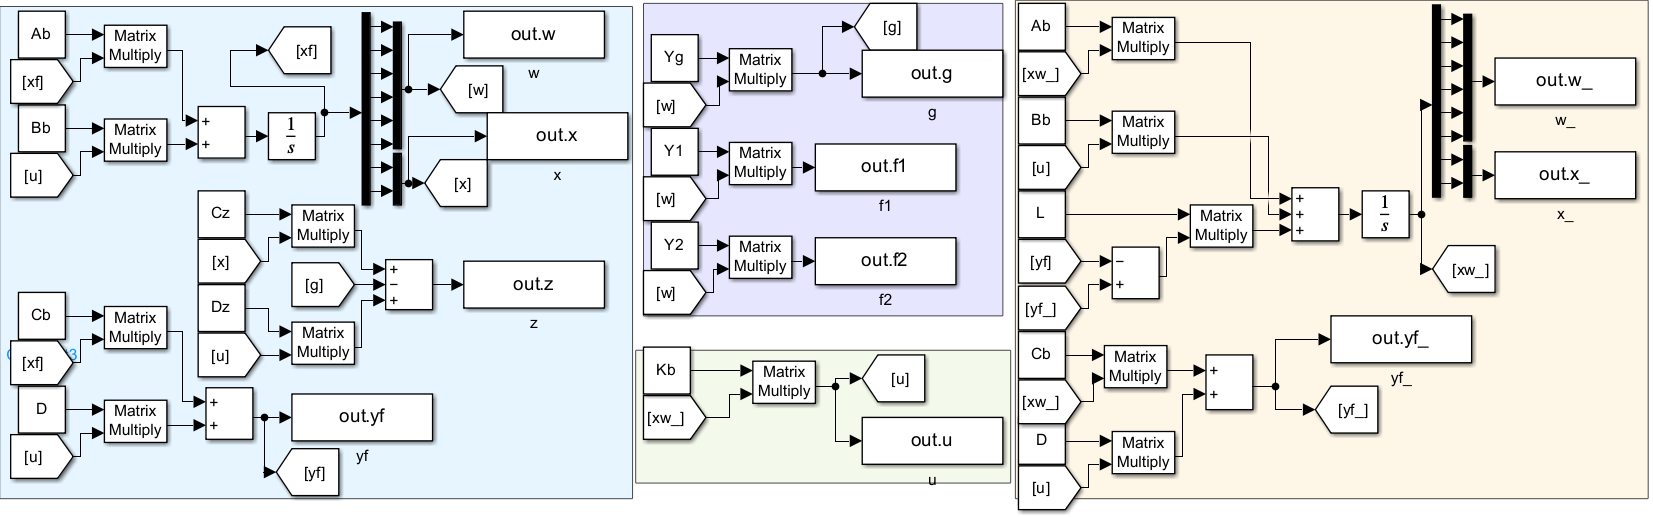 Ab
Matrix
Multiply
[xf]
Bb
Matrix
Multiply
[u]
+
+
1
s
[xf]
out.w
w
[w]
out.x
x
[x]
Cz
Matrix
Multiply
[x]
[g]
Dz
Matrix
Multiply
[u]
+
−
+
out.z
z
Cb
Matrix
Multiply
[xf]
D
Matrix
Multiply
[u]
+
+
out.yf
yf
[yf]
Yg
Matrix
Multiply
[w]
[g]
out.g
g
Y1
Matrix
Multiply
[w]
out.f1
f1
Y2
Matrix
Multiply
[w]
out.f2
f2
Kb
Matrix
Multiply
[xw_]
[u]
out.u
u
Ab
Matrix
Multiply
[xw_]
Bb
Matrix
Multiply
[u]
L
Matrix
Multiply
[yf]
−
+
[yf_]
+
+
+
1
s
out.w_
w_
out.x_
x_
[xw_]
Cb
Matrix
Multiply
[xw_]
D
Matrix
Multiply
[u]
+
+
out.yf_
yf_
[yf_]